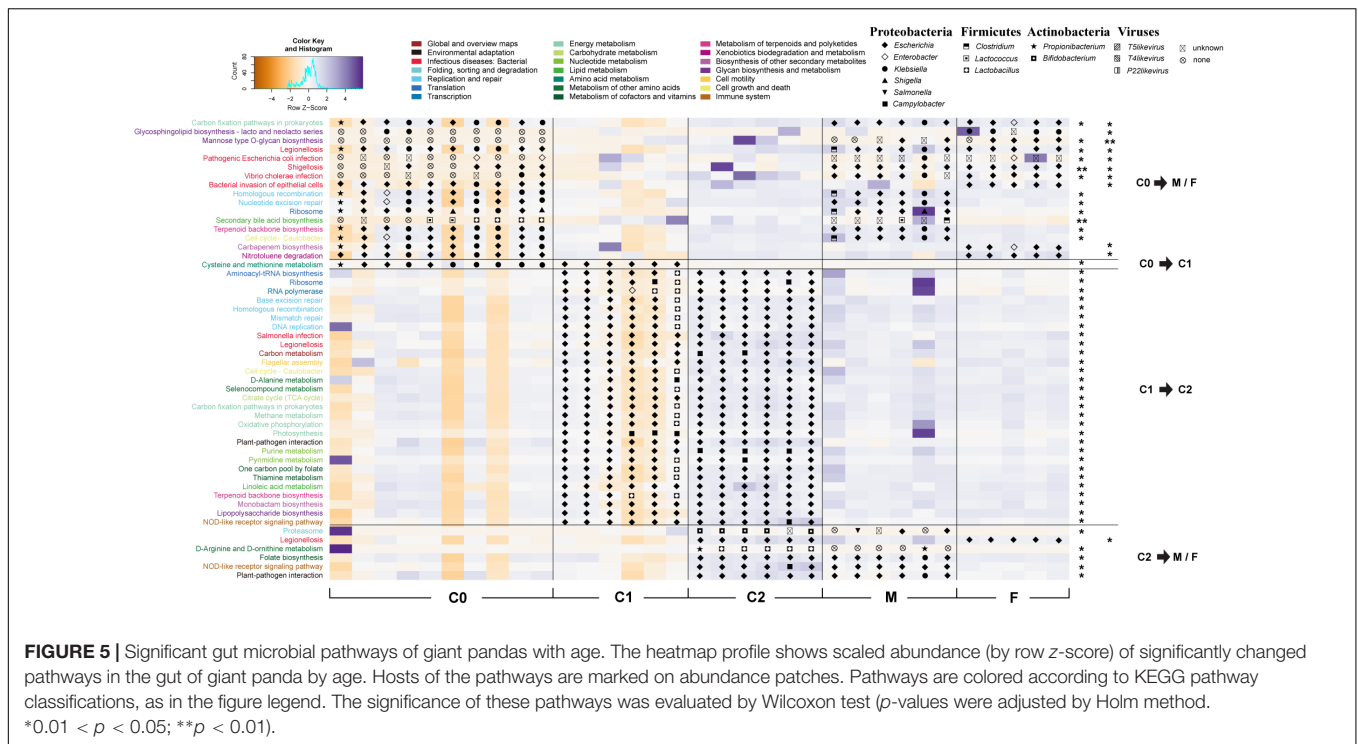 Color Key
and Histogram
Count
0 20 40 60 80
-6 -4 -2 0 2 4
Row Z-Score
Global and overview maps
Environmental adaptation
Infectious diseases: Bacterial
Folding, sorting and degradation
Replication and repair
Translation
Transcription
Energy metabolism
Carbohydrate metabolism
Nucleotide metabolism
Lipid metabolism
Amino acid metabolism
Metabolism of other amino acids
Metabolism of cofactors and vitamins
Metabolism of terpenoids and polyketides
Xenobiotics biodegradation and metabolism
Biosynthesis of other secondary metabolites
Glycan biosynthesis and metabolism
Cell motility
Cell growth and death
Immune system
Proteobacteria
Escherichia
Enterobacter
Klebsiella
Shigella
Salmonella
Campylobacter
Firmicutes
Clostridium
Lactococcus
Lactobacillus
Actinobacteria
Propionibacterium
Bifidobacterium
Viruses
T5likevirus
T4likevirus
P22likevirus
unknown
none
Carbon fixation pathways in prokaryotes
Glycosphingolipid biosynthesis - lacto and neolacto series
Mannose type O-glycan biosynthesis
Legionellosis
Pathogenic Escherichia coli infection
Shigellosis
Vibrio cholerae infection
Bacterial invasion of epithelial cells
Homologous recombination
Nucleotide excision repair
Ribosome
Secondary bile acid biosynthesis
Terpenoid backbone biosynthesis
Cell cycle - Caulobacter
Carbapenem biosynthesis
Nitrotoluene degradation
Cysteine and methionine metabolism
Aminoacyl-tRNA biosynthesis
Ribosome
RNA polymerase
Base excision repair
Homologous recombination
Mismatch repair
DNA replication
Salmonella infection
Legionellosis
Carbon metabolism
Flagellar assembly
Cell cycle - Caulobacter
D-Alanine metabolism
Selenocompound metabolism
Citrate cycle (TCA cycle)
Carbon fixation pathways in prokaryotes
Methane metabolism
Oxidative phosphorylation
Photosynthesis
Plant-pathogen interaction
Purine metabolism
Pyrimidine metabolism
One carbon pool by folate
Thiamine metabolism
Linoleic acid metabolism
Terpenoid backbone biosynthesis
Monobactam biosynthesis
Lipopolysaccharide biosynthesis
NOD-like receptor signaling pathway
Proteasome
Legionellosis
D-Arginine and D-ornithine metabolism
Folate biosynthesis
NOD-like receptor signaling pathway
Plant-pathogen interaction
C0 ➔ M / F
C0 ➔ C1
C1 ➔ C2
C2 ➔ M / F
C0 C1 C2 M F
FIGURE 5 | Significant gut microbial pathways of giant pandas with age. The heatmap profile shows scaled abundance (by row z-score) of significantly changed
pathways in the gut of giant panda by age. Hosts of the pathways are marked on abundance patches. Pathways are colored according to KEGG pathway
classifications, as in the figure legend. The significance of these pathways was evaluated by Wilcoxon test (p-values were adjusted by Holm method.
*0.01 < p < 0.05; **p < 0.01).